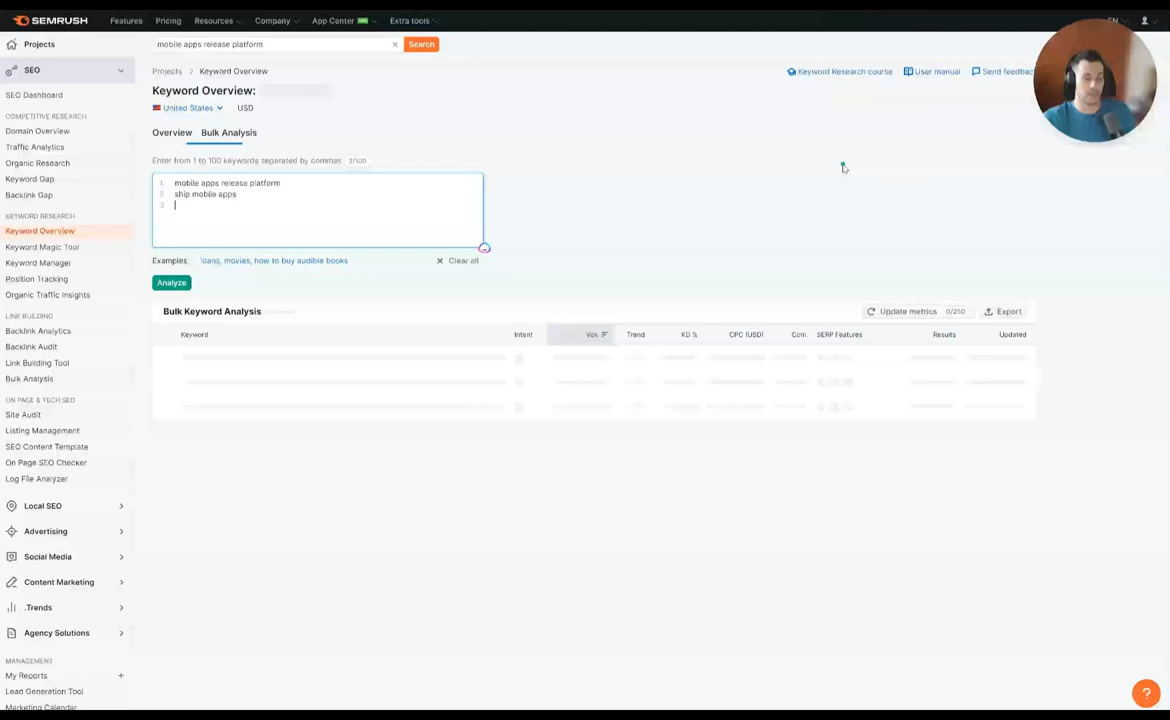 SEMRUSH Features Pricing Resources Company App Center Extra tools EN
Projects
mobile apps release platform × Search
SEO
Projects > Keyword Overview
Keyword Research course User manual Send feedback
Keyword Overview:
United States USD
Overview Bulk Analysis
Enter from 1 to 100 keywords separated by commas 2/100
1. mobile apps release platform
2 ship mobile apps
3
Examples: loans, movies, how to buy audible books × Clear all
Analyze
Bulk Keyword Analysis
Update metrics 0/250 Export
Keyword Intent Vol. Trend KD % CPC (USD) Com. SERP Features Results Updated
SEO Dashboard
COMPETITIVE RESEARCH
Domain Overview
Traffic Analytics
Organic Research
Keyword Gap
Backlink Gap
KEYWORD RESEARCH
Keyword Overview
Keyword Magic Tool
Keyword Manager
Position Tracking
Organic Traffic Insights
LINK BUILDING
Backlink Analytics
Backlink Audit
Link Building Tool
Bulk Analysis
ON PAGE & TECH SEO
Site Audit
Listing Management
SEO Content Template
On Page SEO Checker
Log File Analyzer
Local SEO
Advertising
Social Media
Content Marketing
.Trends
Agency Solutions
MANAGEMENT
My Reports +
Lead Generation Tool
Marketing Calendar
?